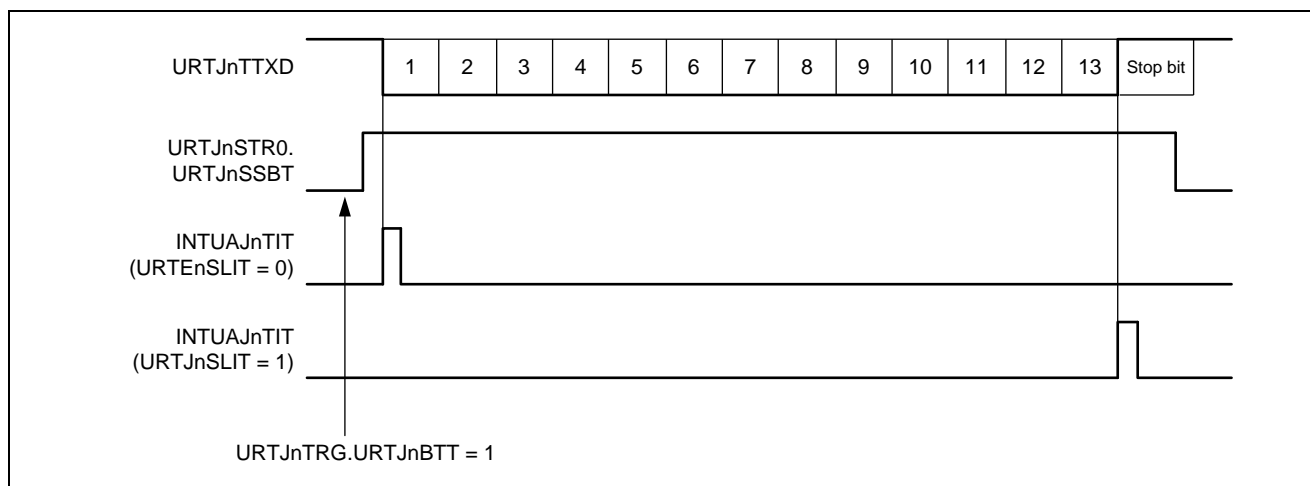 URTJnTTXD
1 2 3 4 5 6 7 8 9 10 11 12 13 Stop bit
URTJnSTR0.
URTJnSSBT
INTUAJnTIT
(URTEnSLIT = 0)
INTUAJnTIT
(URTJnSLIT = 1)
URTJnTRG.URTJnBTT = 1